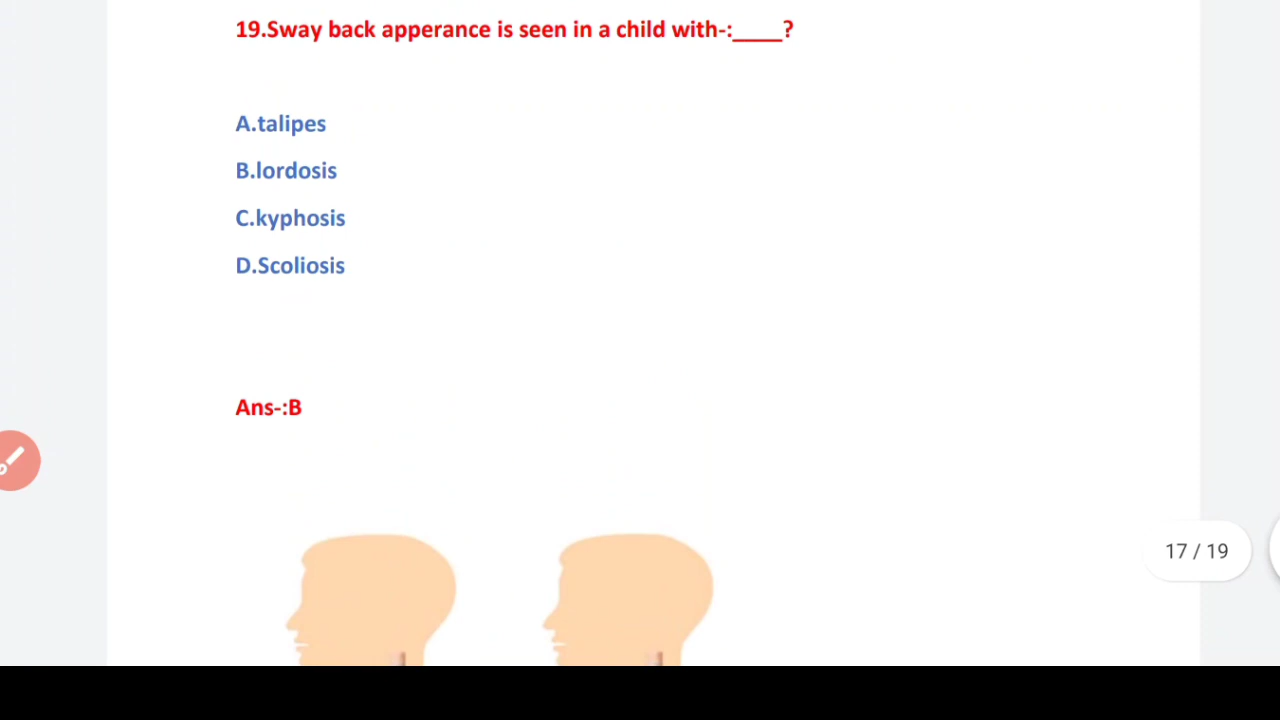 19.Sway back apperance is seen in a child with-:____?
A.talipes
B.lordosis
C.kyphosis
D.Scoliosis
Ans-:B
17 / 19